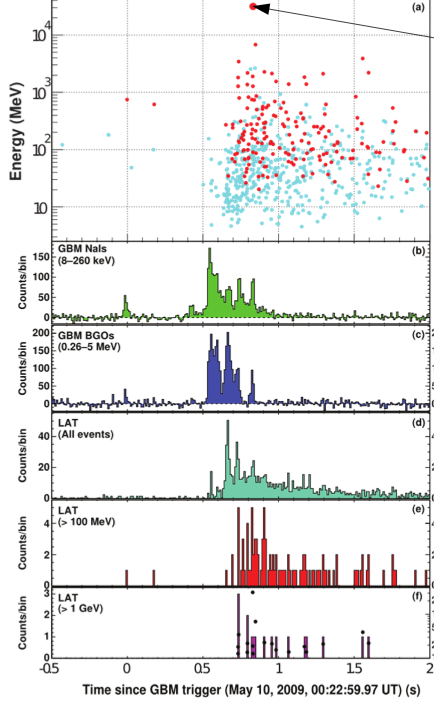 (a)
10^4
10^3
10^2
10
Energy (MeV)
GBM NaIs
(8–260 keV)
(b)
150
100
50
0
Counts/bin
GBM BGOs
(0.26–5 MeV)
(c)
200
150
100
50
0
Counts/bin
LAT
(All events)
(d)
40
20
0
Counts/bin
LAT
(> 100 MeV)
(e)
4
2
0
Counts/bin
LAT
(> 1 GeV)
(f)
3
2
1
0
Counts/bin
-0.5 0 0.5 1 1.5 2
Time since GBM trigger (May 10, 2009, 00:22:59.97 UT) (s)